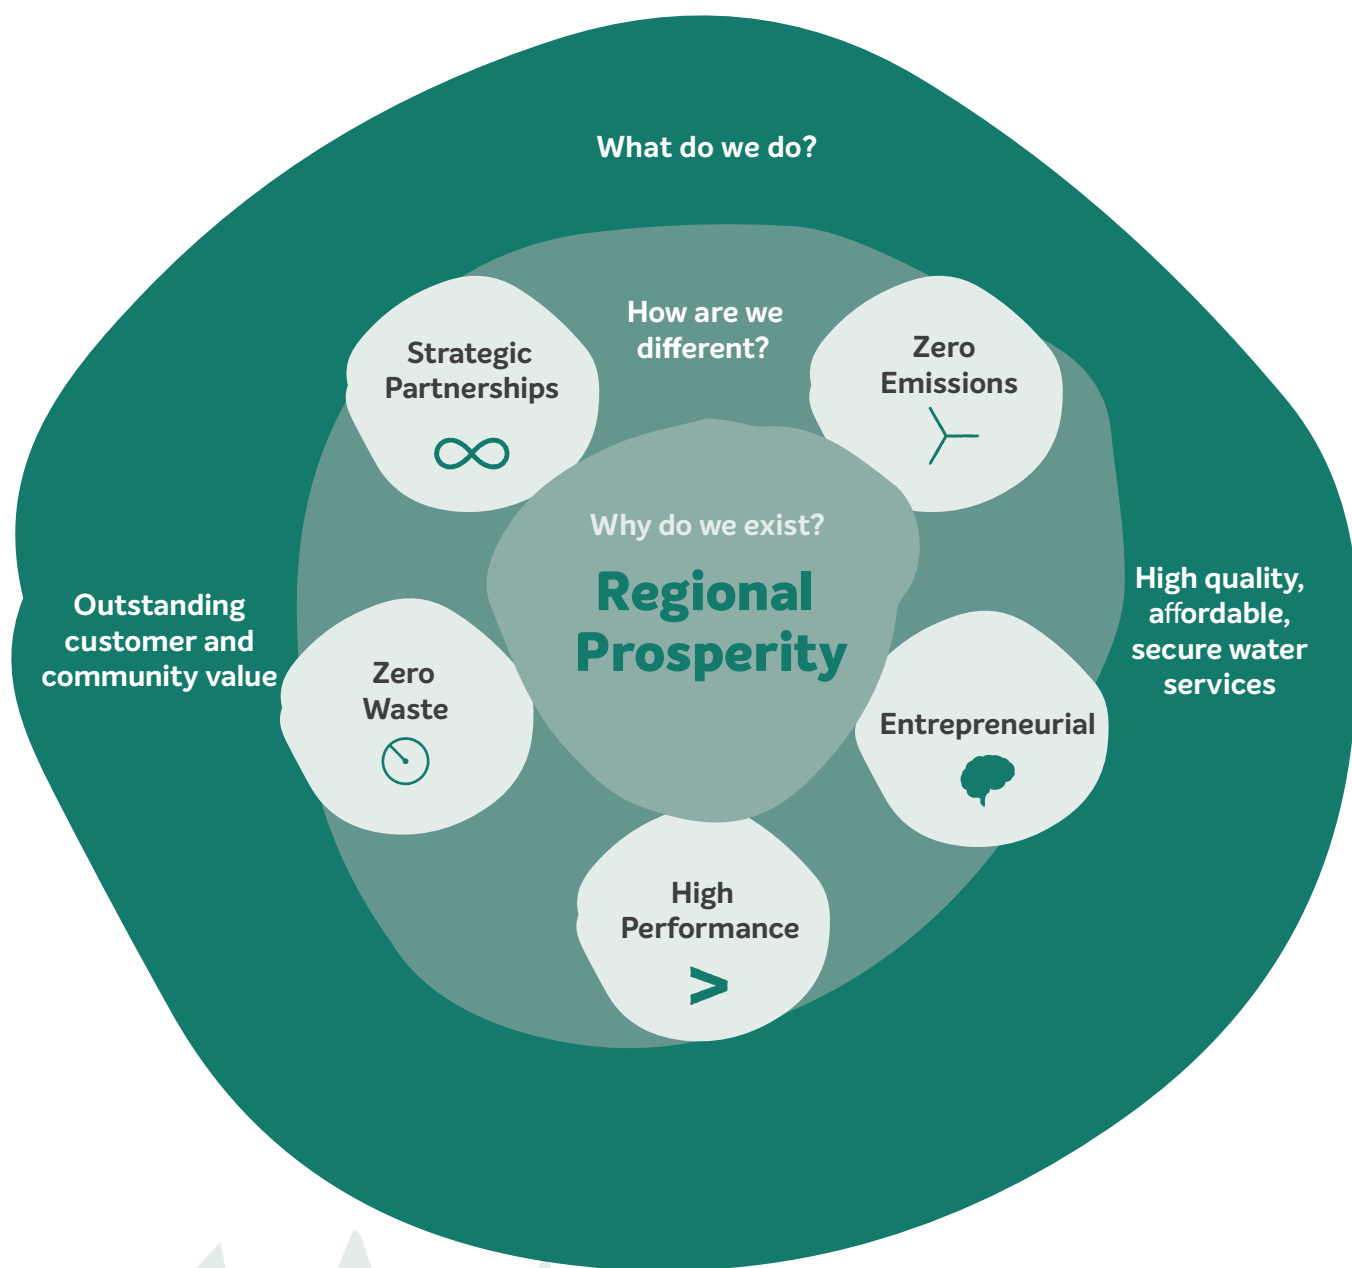 What do we do?
How are we
different?
Strategic
Partnerships
Zero
Emissions
Why do we exist?
Regional
Prosperity
Outstanding
customer and
community value
High quality,
affordable,
secure water
services
Zero
Waste
Entrepreneurial
High
Performance
>